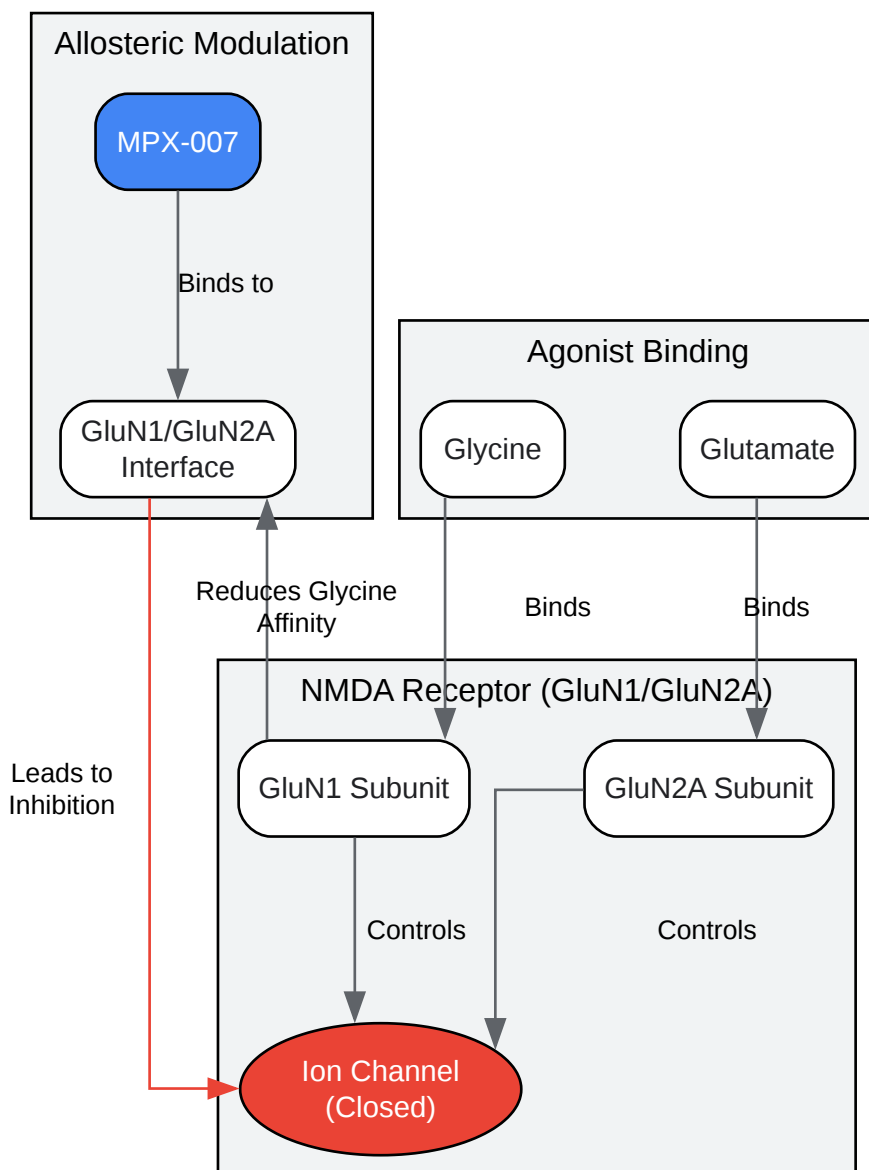 Allosteric Modulation
MPX-007
Binds to
GluN1/GluN2A
Interface
Agonist Binding
Glycine
Glutamate
Reduces Glycine
Affinity
Binds
Binds
NMDA Receptor (GluN1/GluN2A)
GluN1 Subunit
GluN2A Subunit
Leads to
Inhibition
Controls
Controls
Ion Channel
(Closed)